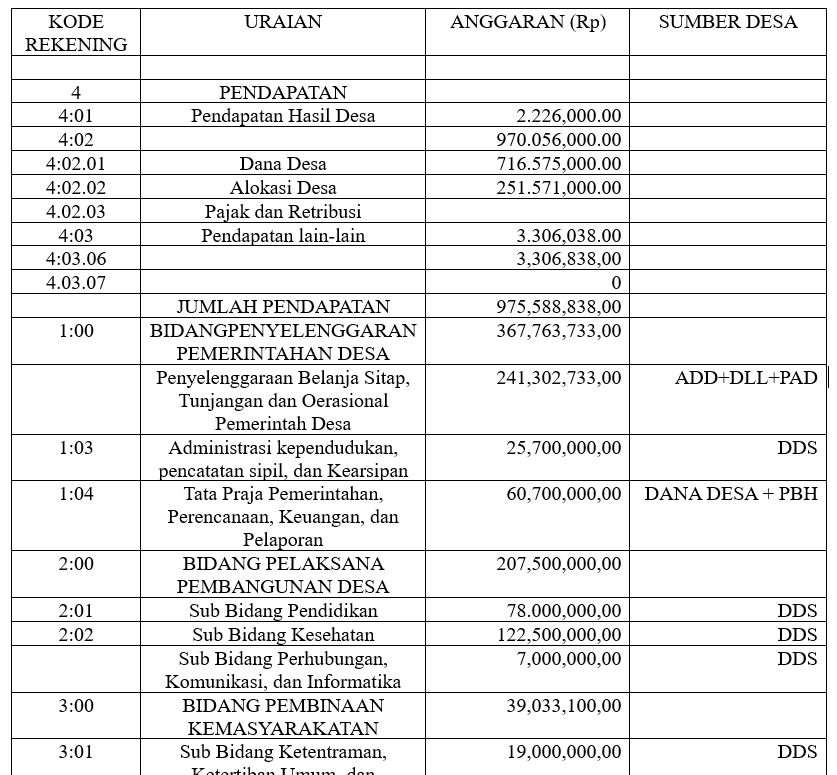 KODE REKENING URAIAN ANGGARAN (Rp) SUMBER DESA
4 PENDAPATAN
4:01 Pendapatan Hasil Desa 2.226,000.00
4:02 970.056,000.00
4:02.01 Dana Desa 716.575,000.00
4:02.02 Alokasi Desa 251.571,000.00
4.02.03 Pajak dan Retribusi
4:03 Pendapatan lain-lain 3.306,038.00
4:03.06 3,306,838,00
4.03.07 0
JUMLAH PENDAPATAN 975,588,838,00
1:00 BIDANGPENYELENGGARAN 367,763,733,00
PEMERINTAHAN DESA
Penyelenggaraan Belanja Sitap, 241,302,733,00 ADD+DLL+PAD
Tunjangan dan Oerasional
Pemerintah Desa
1:03 Administrasi kependudukan, 25,700,000,00 DDS
pencatatan sipil, dan Kearsipan
1:04 Tata Praja Pemerintahan, 60,700,000,00 DANA DESA + PBH
Perencanaan, Keuangan, dan
Pelaporan
2:00 BIDANG PELAKSANA 207,500,000,00
PEMBANGUNAN DESA
2:01 Sub Bidang Pendidikan 78.000,000,00 DDS
2:02 Sub Bidang Kesehatan 122,500,000,00 DDS
Sub Bidang Perhubungan, 7,000,000,00 DDS
Komunikasi, dan Informatika
3:00 BIDANG PEMBINAAN 39,033,100,00
KEMASYARAKATAN
3:01 Sub Bidang Ketentraman, 19,000,000,00 DDS
Ketertiban Umum, dan